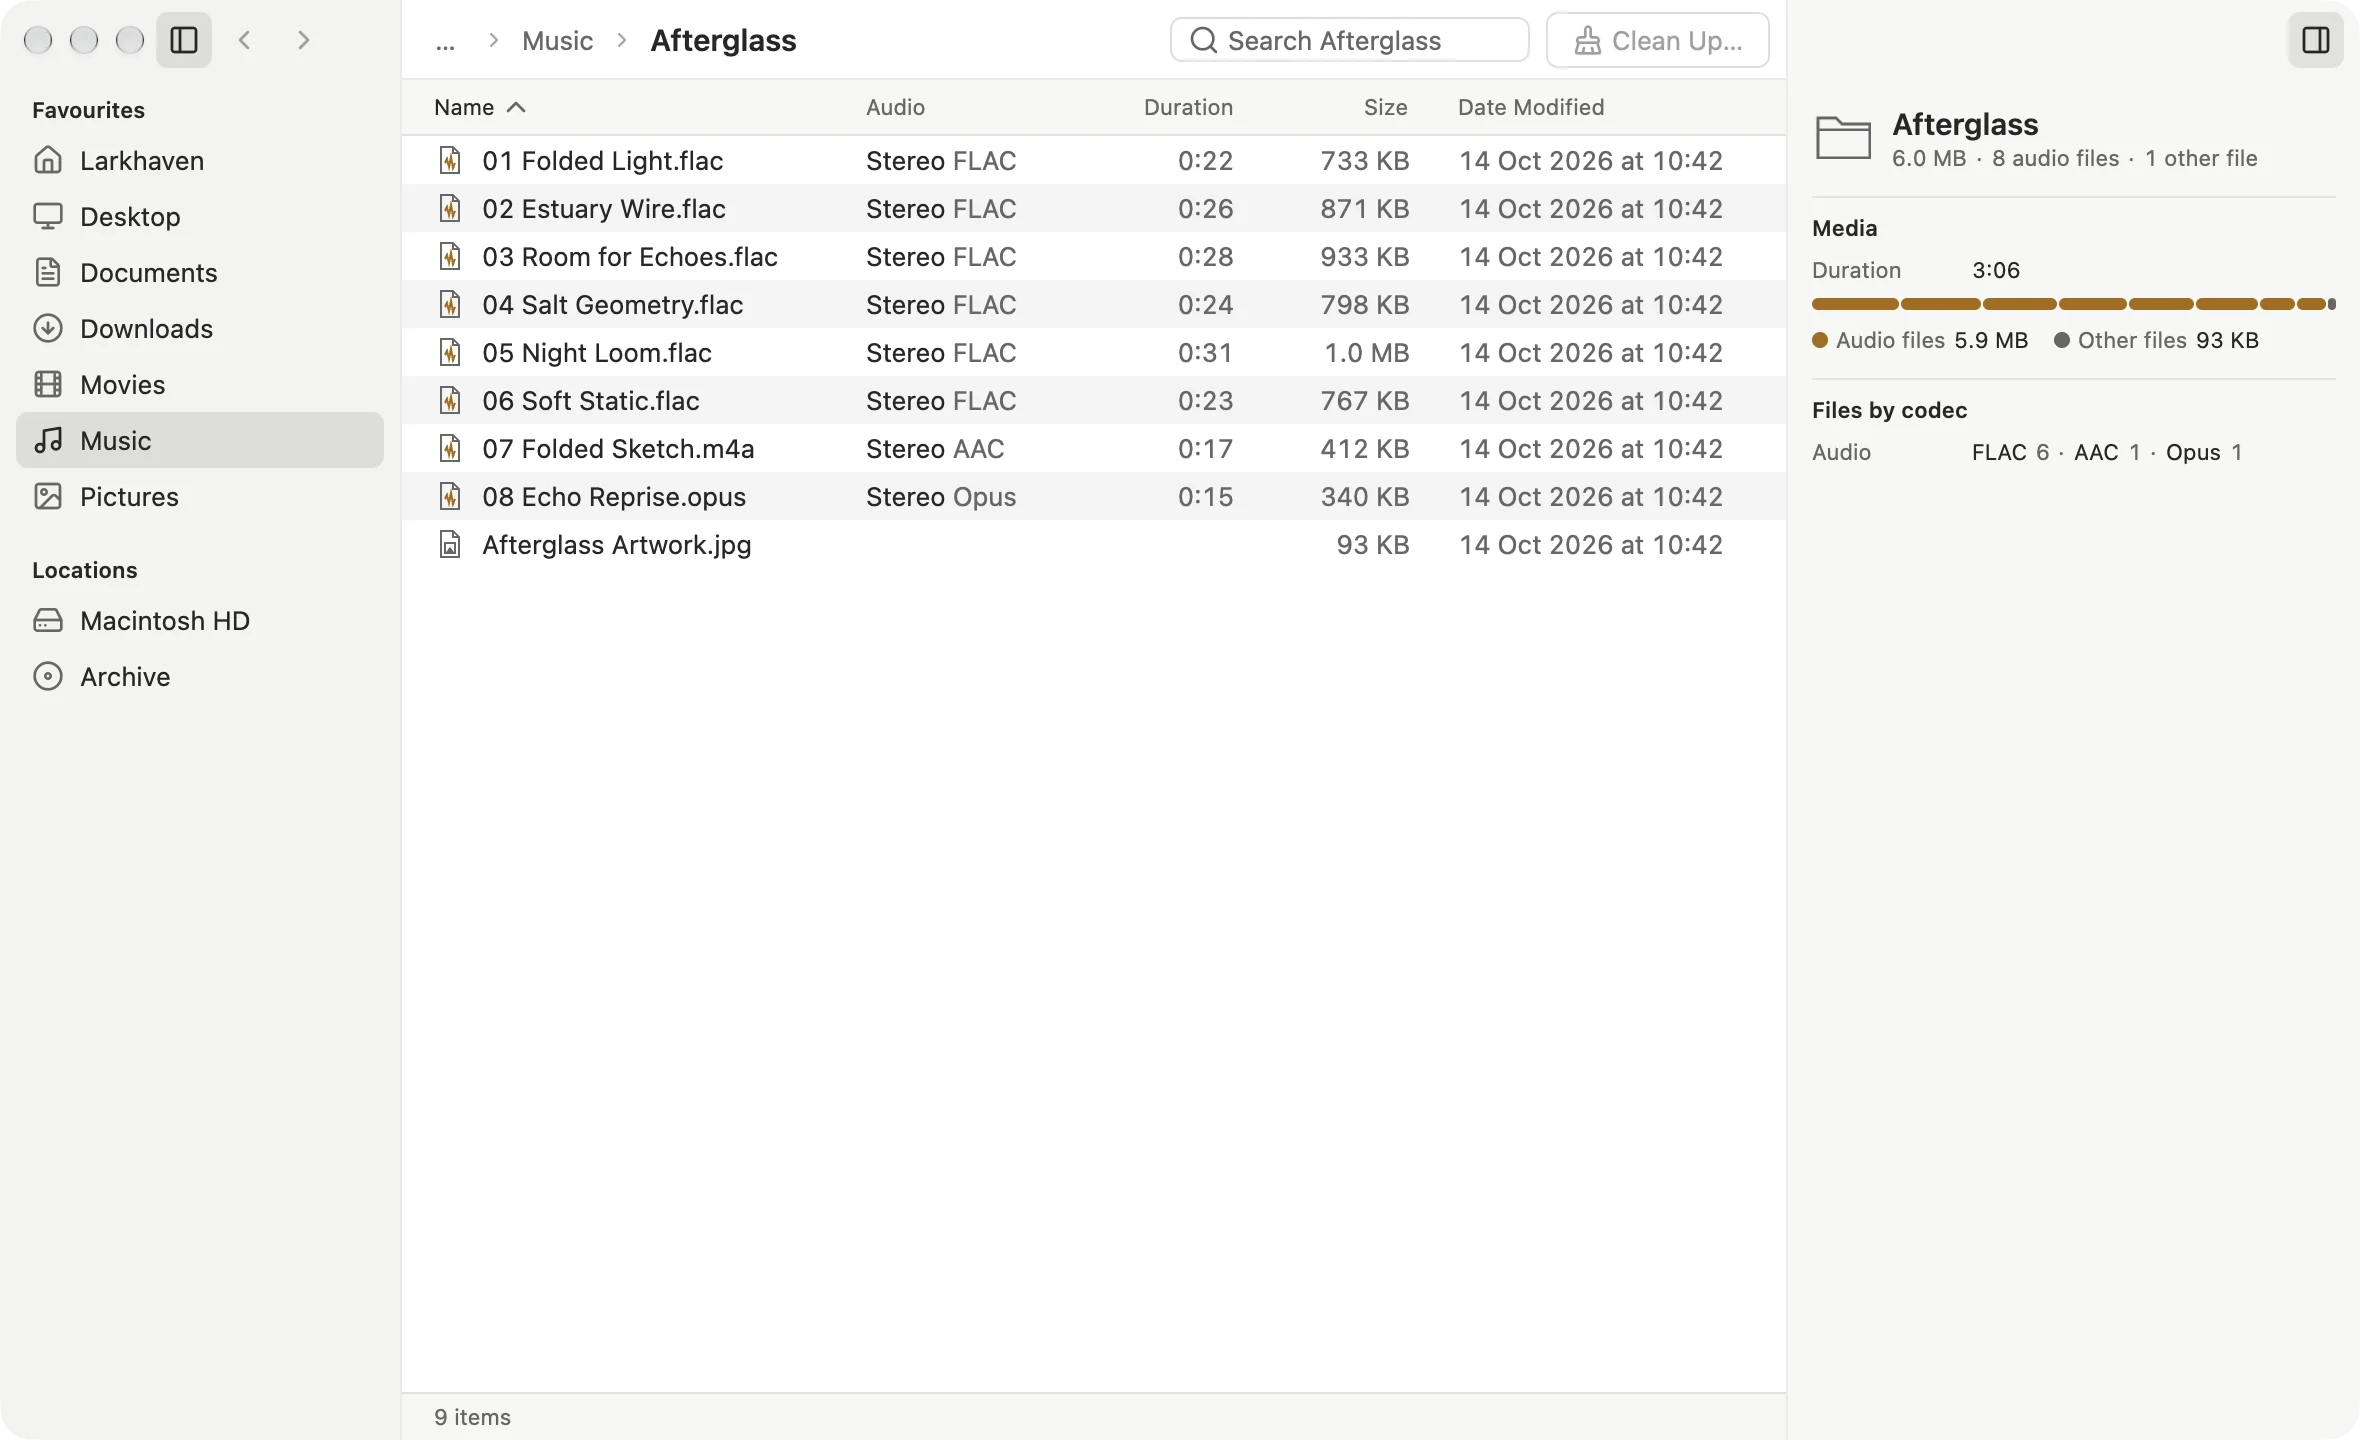 ... > Music > Afterglass
Search Afterglass
Clean Up...
Favourites
Larkhaven
Desktop
Documents
Downloads
Movies
Music
Pictures
Locations
Macintosh HD
Archive
Name Audio Duration Size Date Modified
01 Folded Light.flac Stereo FLAC 0:22 733 KB 14 Oct 2026 at 10:42
02 Estuary Wire.flac Stereo FLAC 0:26 871 KB 14 Oct 2026 at 10:42
03 Room for Echoes.flac Stereo FLAC 0:28 933 KB 14 Oct 2026 at 10:42
04 Salt Geometry.flac Stereo FLAC 0:24 798 KB 14 Oct 2026 at 10:42
05 Night Loom.flac Stereo FLAC 0:31 1.0 MB 14 Oct 2026 at 10:42
06 Soft Static.flac Stereo FLAC 0:23 767 KB 14 Oct 2026 at 10:42
07 Folded Sketch.m4a Stereo AAC 0:17 412 KB 14 Oct 2026 at 10:42
08 Echo Reprise.opus Stereo Opus 0:15 340 KB 14 Oct 2026 at 10:42
Afterglass Artwork.jpg 93 KB 14 Oct 2026 at 10:42
9 items
Afterglass
6.0 MB · 8 audio files · 1 other file
Media
Duration 3:06
Audio files 5.9 MB Other files 93 KB
Files by codec
Audio FLAC 6 · AAC 1 · Opus 1